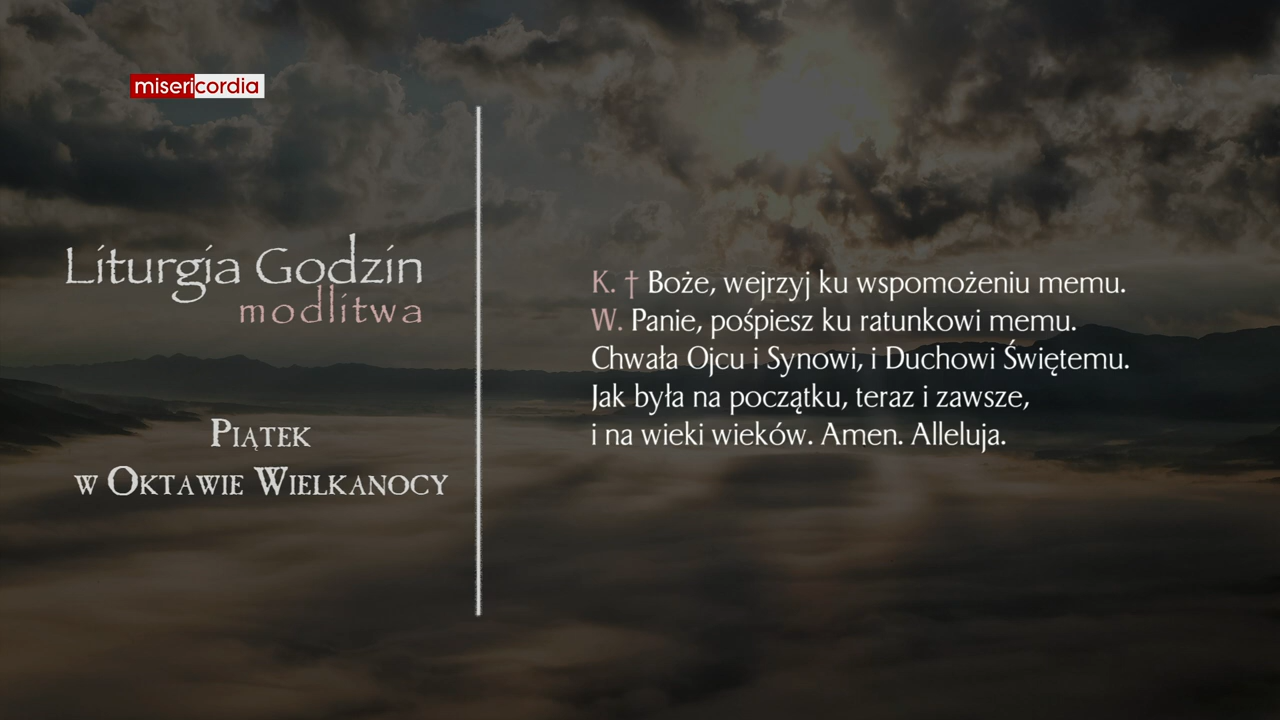 misericordia
Liturgia Godzin
modlitwa
Piątek
w Oktawie Wielkanocy
K. † Boże, wejrzyj ku wspomożeniu memu.
W. Panie, pośpiesz ku ratunkowi memu.
Chwała Ojcu i Synowi, i Duchowi Świętemu.
Jak była na początku, teraz i zawsze,
i na wieki wieków. Amen. Alleluja.